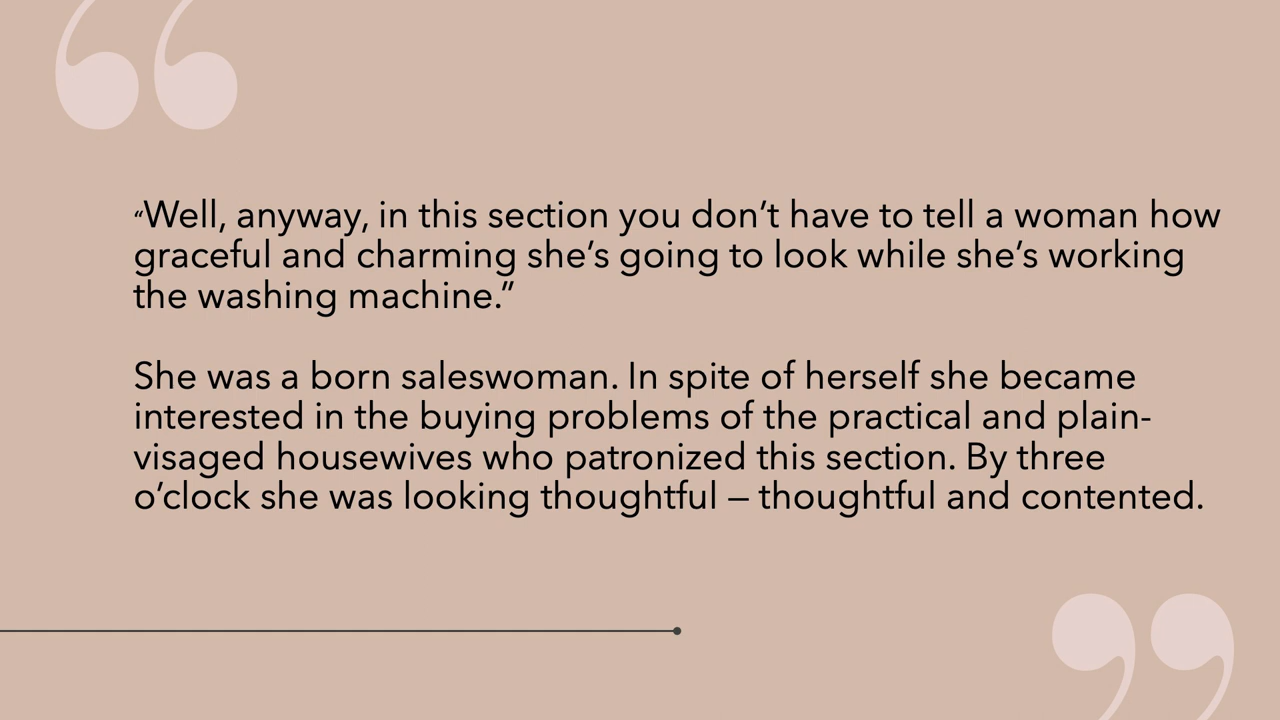 “Well, anyway, in this section you don’t have to tell a woman how
graceful and charming she’s going to look while she’s working
the washing machine.”
She was a born saleswoman. In spite of herself she became
interested in the buying problems of the practical and plain-
visaged housewives who patronized this section. By three
o’clock she was looking thoughtful – thoughtful and contented.